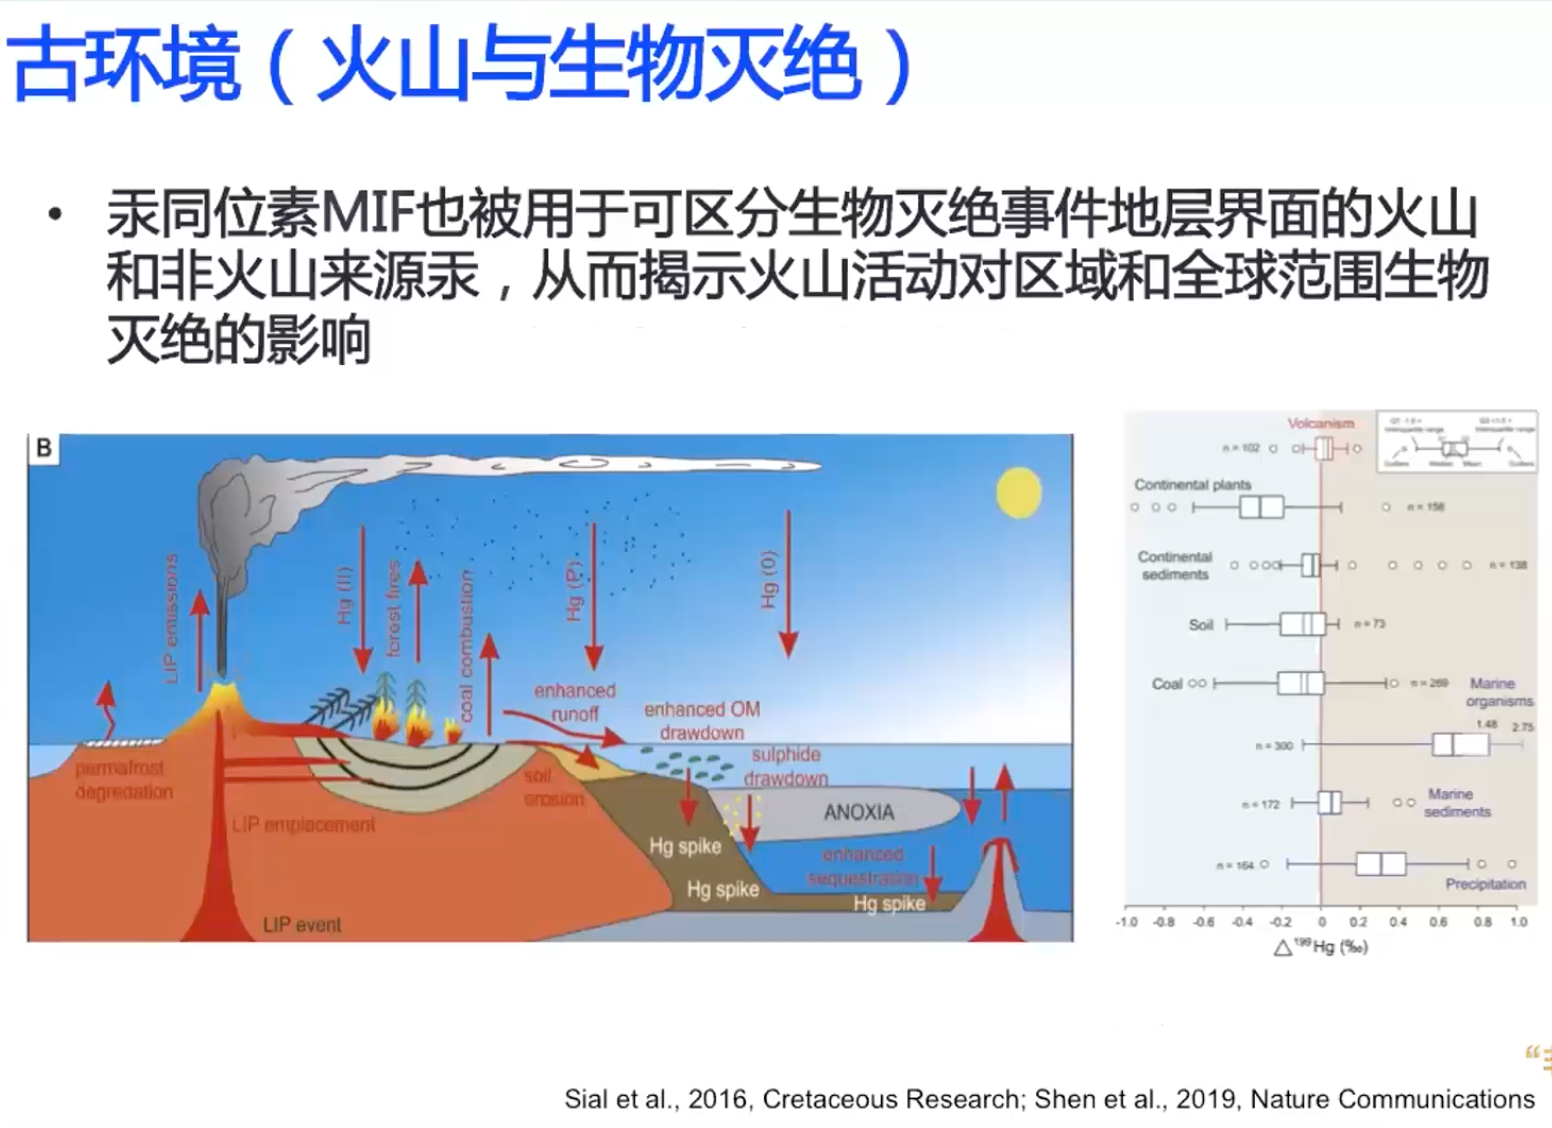 古环境（火山与生物灭绝）
• 汞同位素MIF也被用于可区分生物灭绝事件地层界面的火山
和非火山来源汞，从而揭示火山活动对区域和全球范围生物
灭绝的影响
B
LIP emissions
Hg (II)
forest fires
coal combustion
Hg (P)
Hg (0)
enhanced
runoff
enhanced OM
drawdown
sulphide
drawdown
permafrost
degredation
soil
erosion
LIP emplacement
ANOXIA
Hg spike
enhanced
sequestration
Hg spike
Hg spike
LIP event
Volcanism
n = 102
Outliers
Median
Mean
Outliers
Continental plants
n = 156
Continental
sediments
n = 138
Soil
n = 73
Coal
n = 269
Marine
organisms
1.48
2.75
n = 300
n = 172
Marine
sediments
n = 164
Precipitation
-1.0 -0.8 -0.6 -0.4 -0.2 0 0.2 0.4 0.6 0.8 1.0
△¹⁹⁹Hg (‰)
Sial et al., 2016, Cretaceous Research; Shen et al., 2019, Nature Communications